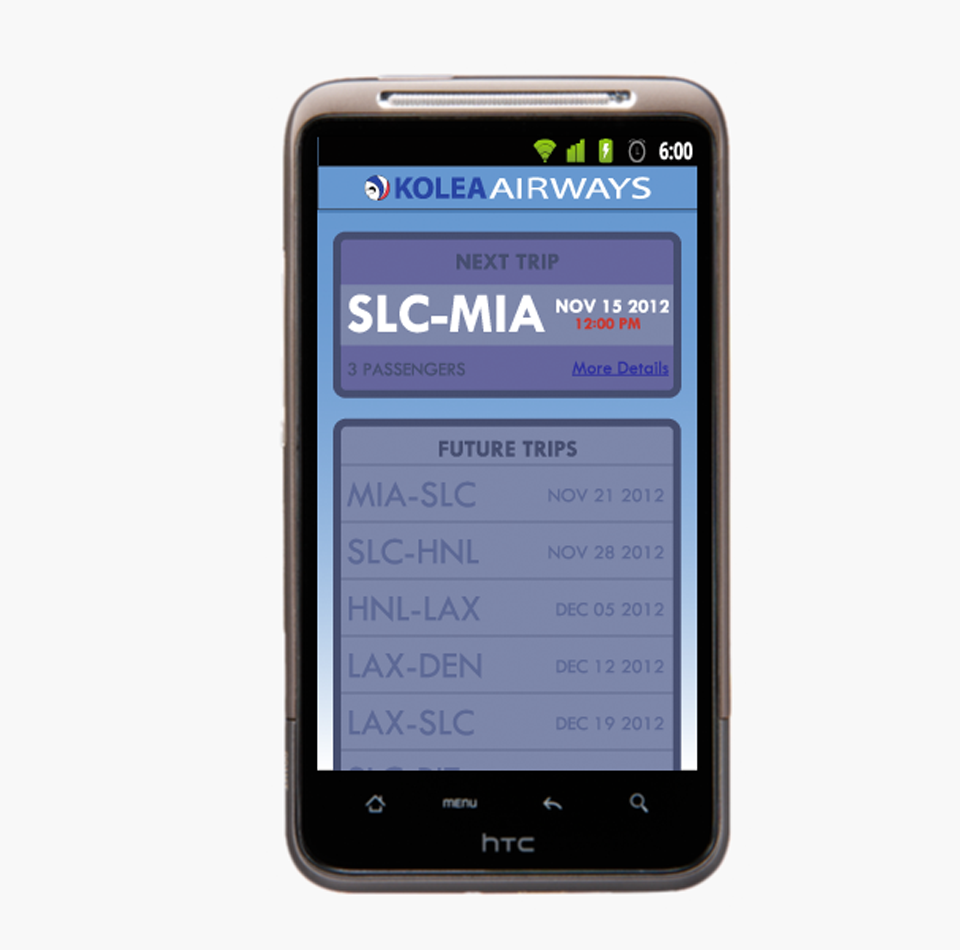 6:00
KOLEA AIRWAYS
NEXT TRIP
SLC-MIA NOV 15 2012
12:00 PM
3 PASSENGERS More Details
FUTURE TRIPS
MIA-SLC NOV 21 2012
SLC-HNL NOV 28 2012
HNL-LAX DEC 05 2012
LAX-DEN DEC 12 2012
LAX-SLC DEC 19 2012
MENU
hTC